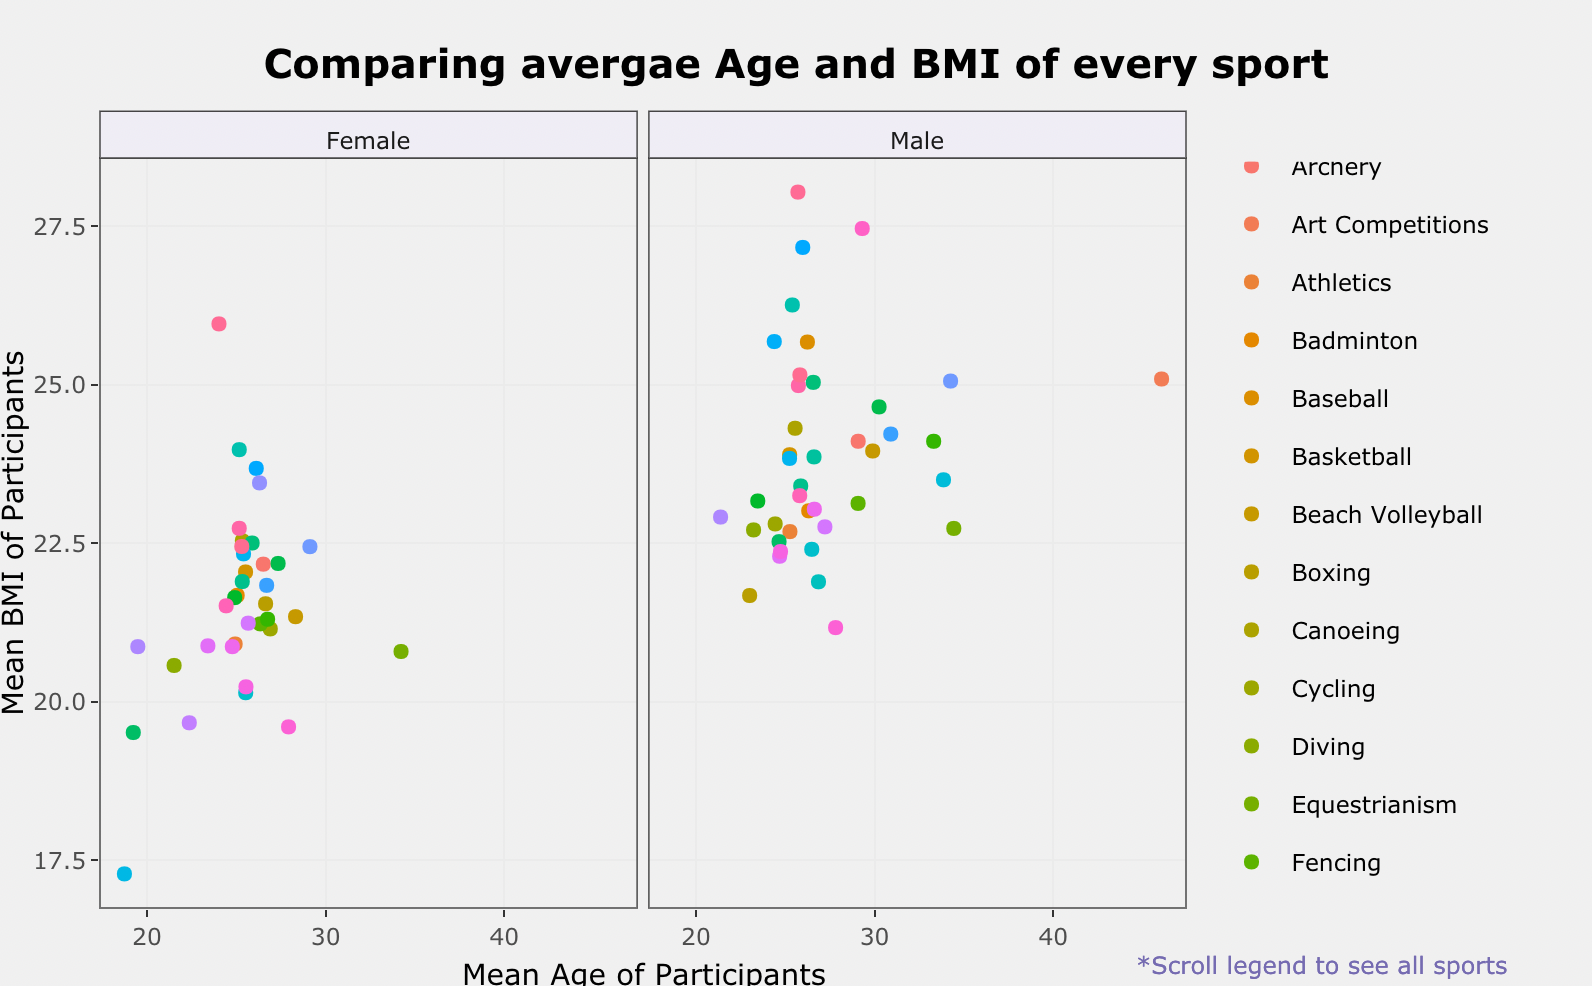 Comparing avergae Age and BMI of every sport
Female
Male
Mean BMI of Participants
27.5
25.0
22.5
20.0
17.5
20
30
40
20
30
40
Mean Age of Participants
Archery
Art Competitions
Athletics
Badminton
Baseball
Basketball
Beach Volleyball
Boxing
Canoeing
Cycling
Diving
Equestrianism
Fencing
*Scroll legend to see all sports